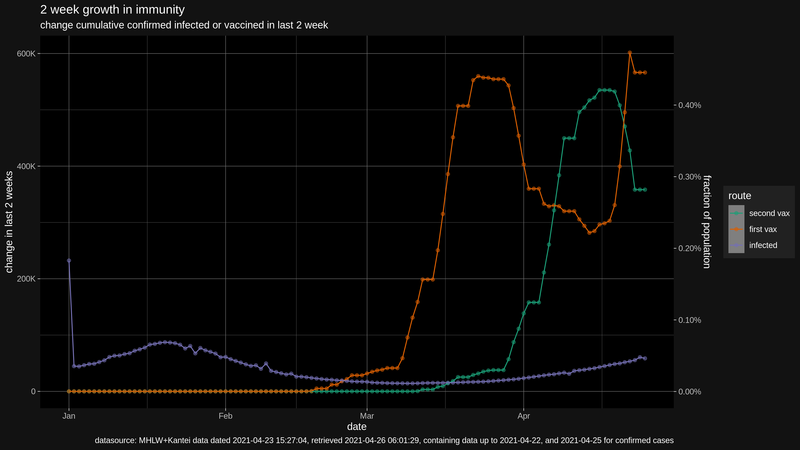 2 week growth in immunity
change cumulative confirmed infected or vaccined in last 2 week
600K
400K
200K
0
change in last 2 weeks
0.40%
0.30%
0.20%
0.10%
0.00%
fraction of population
route
second vax
first vax
infected
Jan
Feb
Mar
Apr
date
datasource: MHLW+Kantei data dated 2021-04-23 15:27:04, retrieved 2021-04-26 06:01:29, containing data up to 2021-04-22, and 2021-04-25 for confirmed cases